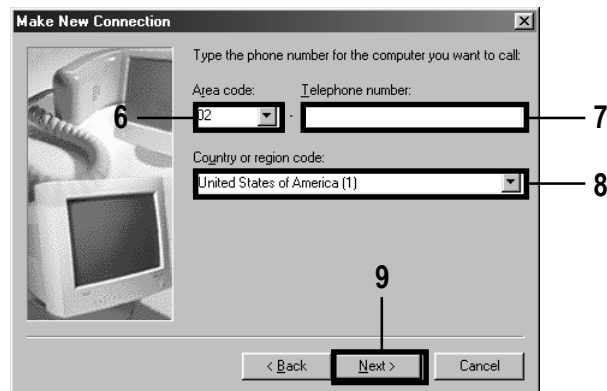 Make New Connection
Type the phone number for the computer you want to call:
Area code: Telephone number:
6 02 - 7
Country or region code:
United States of America (1) 8
9
< Back Next > Cancel